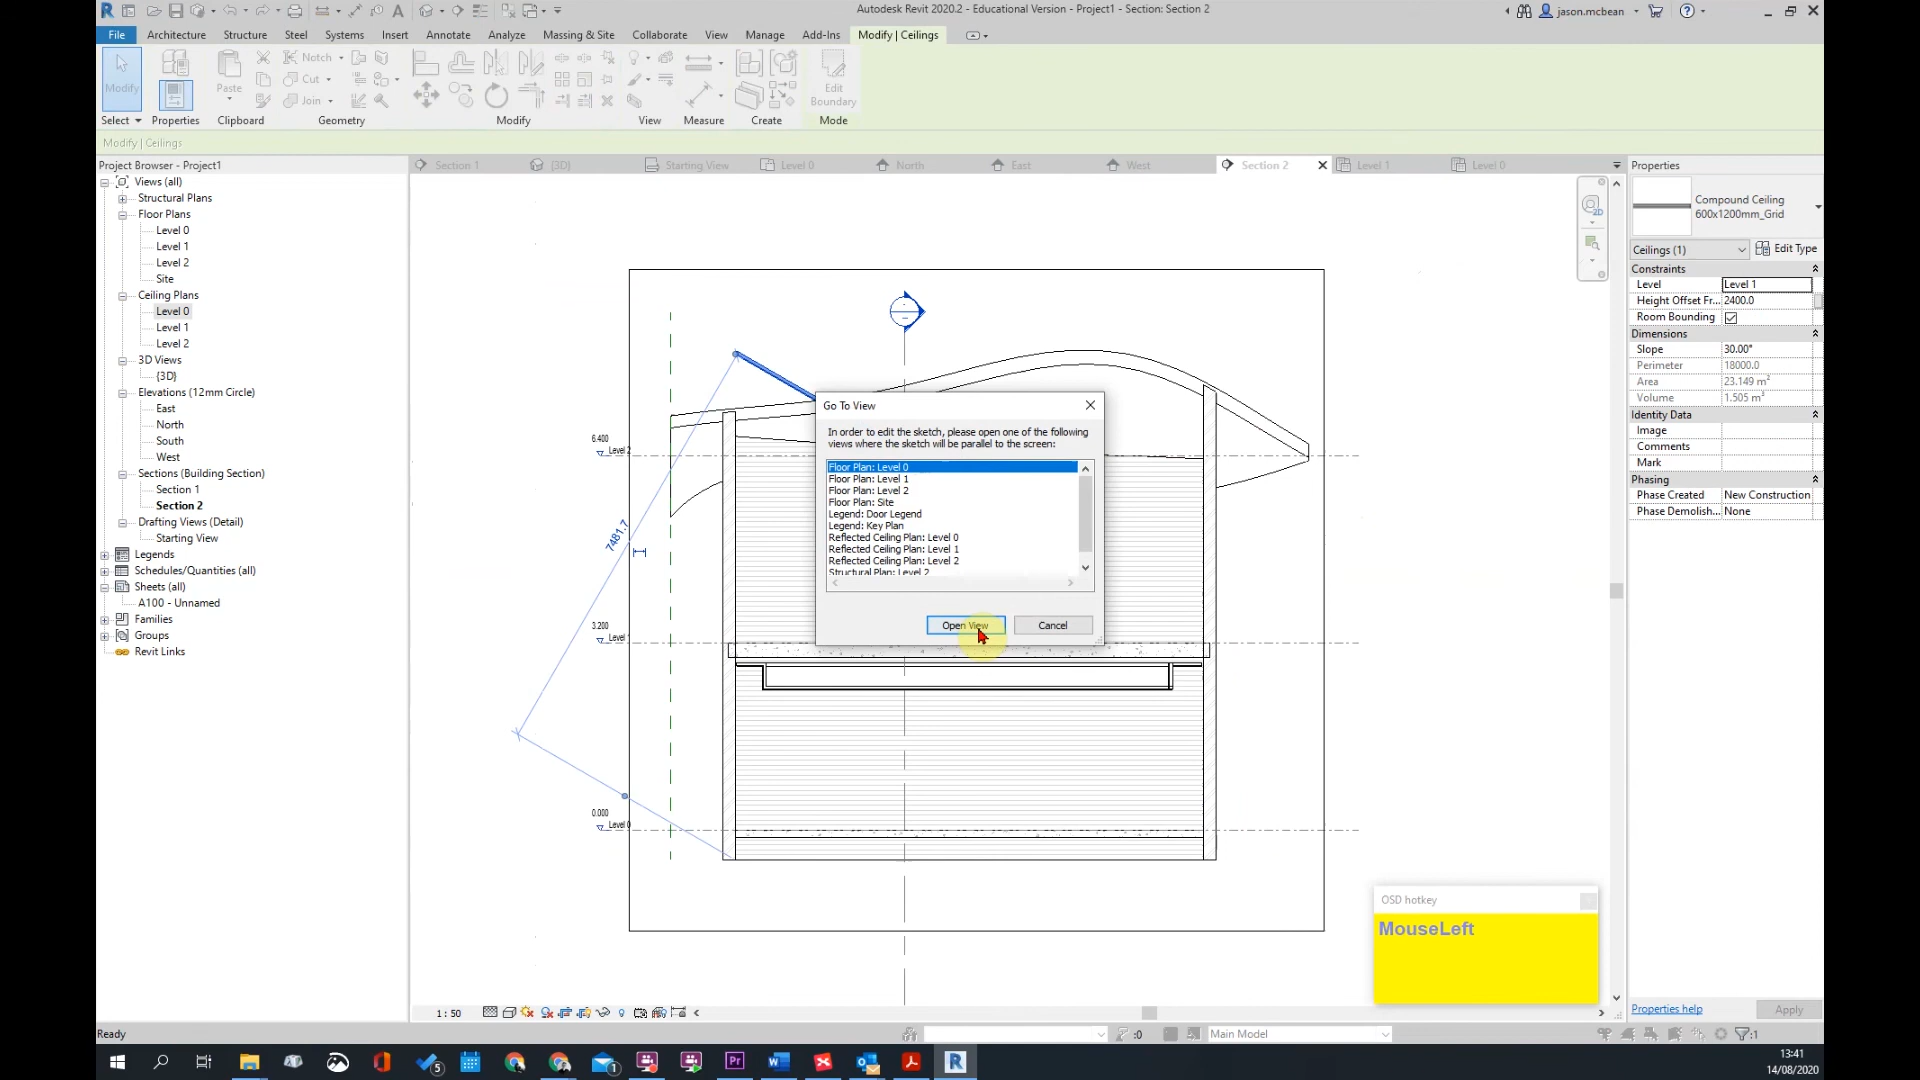 Autodesk Revit 2020.2 - Educational Version - Project1 - Section: Section 2
jason.mcbean
File Architecture Structure Steel Systems Insert Annotate Analyze Massing & Site Collaborate View Manage Add-Ins Modify | Ceilings
Modify
Paste
Notch
Cut
Join
Edit
Boundary
Select Properties Clipboard Geometry Modify View Measure Create Mode
Modify | Ceilings
Project Browser - Project1
Section 1 {3D} Starting View Level 0 North East West Section 2 Level 1 Level 0
Views (all)
Structural Plans
Floor Plans
Level 0
Level 1
Level 2
Site
Ceiling Plans
Level 0
Level 1
Level 2
3D Views
{3D}
Elevations (12mm Circle)
East
North
South
West
Sections (Building Section)
Section 1
Section 2
Drafting Views (Detail)
Starting View
Legends
Schedules/Quantities (all)
Sheets (all)
A100 - Unnamed
Families
Groups
Revit Links
2D
6.400
Level 2
7481.7
3.200
Level 1
0.000
Level 0
Go To View
In order to edit the sketch, please open one of the following
views where the sketch will be parallel to the screen:
Floor Plan: Level 0
Floor Plan: Level 1
Floor Plan: Level 2
Floor Plan: Site
Legend: Door Legend
Legend: Key Plan
Reflected Ceiling Plan: Level 0
Reflected Ceiling Plan: Level 1
Reflected Ceiling Plan: Level 2
Structural Plan: Level 2
Open View
Cancel
Properties
Compound Ceiling
600x1200mm_Grid
Ceilings (1)
Edit Type
Constraints
Level Level 1
Height Offset Fr... 2400.0
Room Bounding
Dimensions
Slope 30.00°
Perimeter 18000.0
Area 23.149 m²
Volume 1.505 m³
Identity Data
Image
Comments
Mark
Phasing
Phase Created New Construction
Phase Demolish... None
Properties help
Apply
OSD hotkey
MouseLeft
1 : 50
Ready
:0
Main Model
:1
5
1
Pr
13:41
14/08/2020